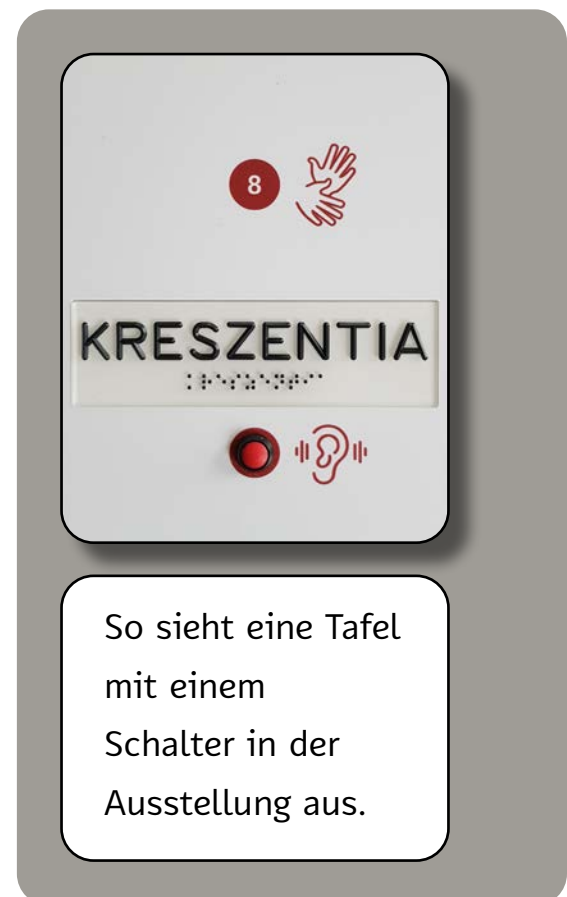 8
KRESZENTIA
So sieht eine Tafel
mit einem
Schalter in der
Ausstellung aus.